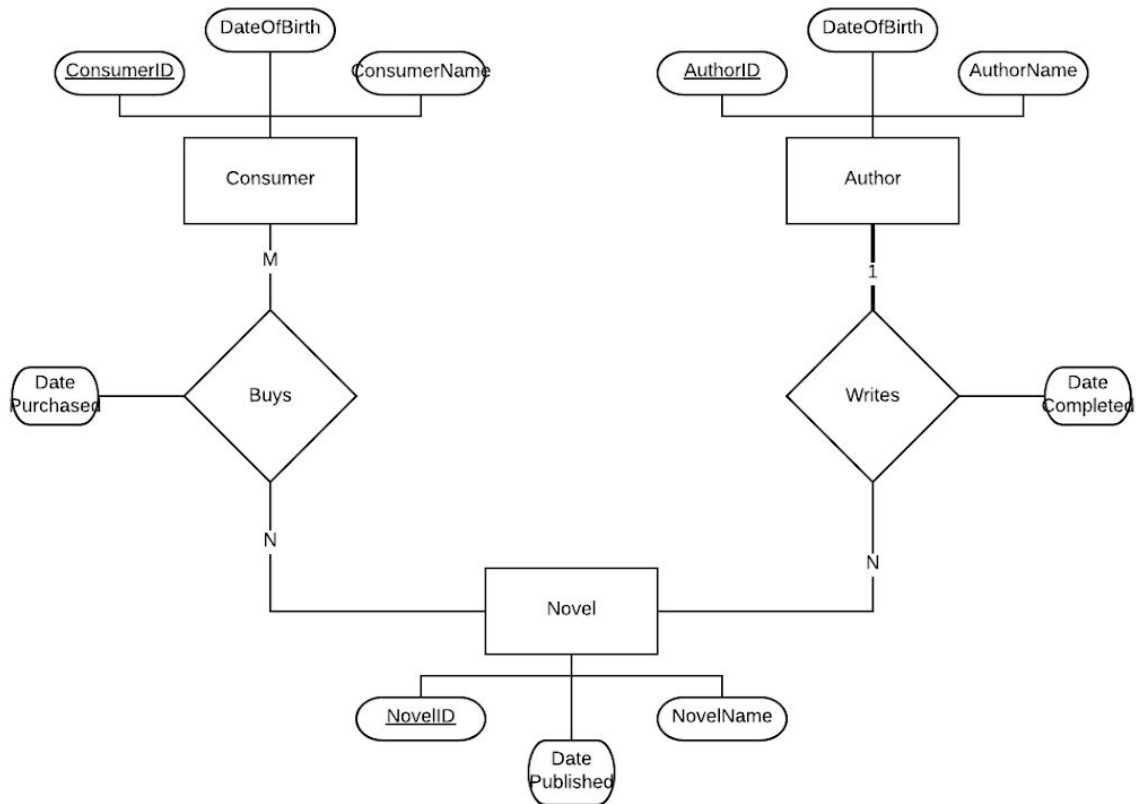 DateOfBirth
DateOfBirth
ConsumerID
ConsumerName
AuthorID
AuthorName
Consumer
Author
M
1
Date
Purchased
Buys
Writes
Date
Completed
N
N
Novel
NovelID
NovelName
Date
Published